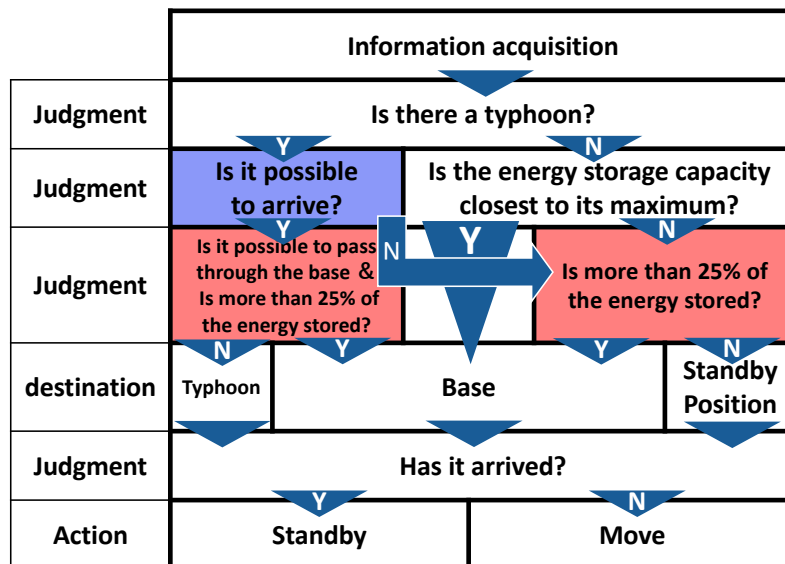 Information acquisition
Judgment
Is there a typhoon?
Y
N
Judgment
Is it possible
to arrive?
Is the energy storage capacity
closest to its maximum?
Y
N
Y
N
Judgment
Is it possible to pass
through the base &
Is more than 25% of
the energy stored?
Is more than 25% of
the energy stored?
N
Y
Y
N
destination
Typhoon
Base
Standby
Position
Judgment
Has it arrived?
Y
N
Action
Standby
Move